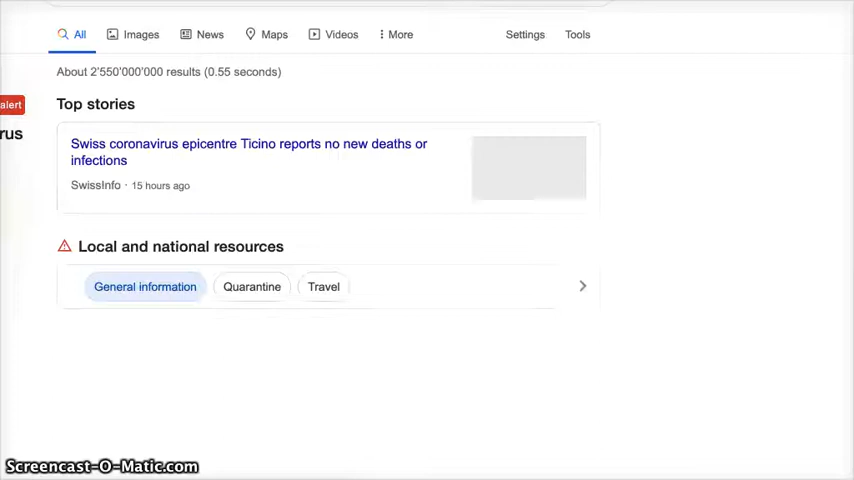 All Images News Maps Videos More Settings Tools
About 2'550'000'000 results (0.55 seconds)
alert
Top stories
rus
Swiss coronavirus epicentre Ticino reports no new deaths or
infections
SwissInfo · 15 hours ago
Local and national resources
General information Quarantine Travel
Screencast-O-Matic.com